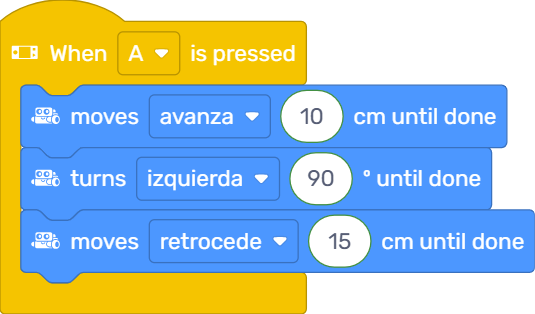 When A is pressed
moves avanza 10 cm until done
turns izquierda 90 ° until done
moves retrocede 15 cm until done